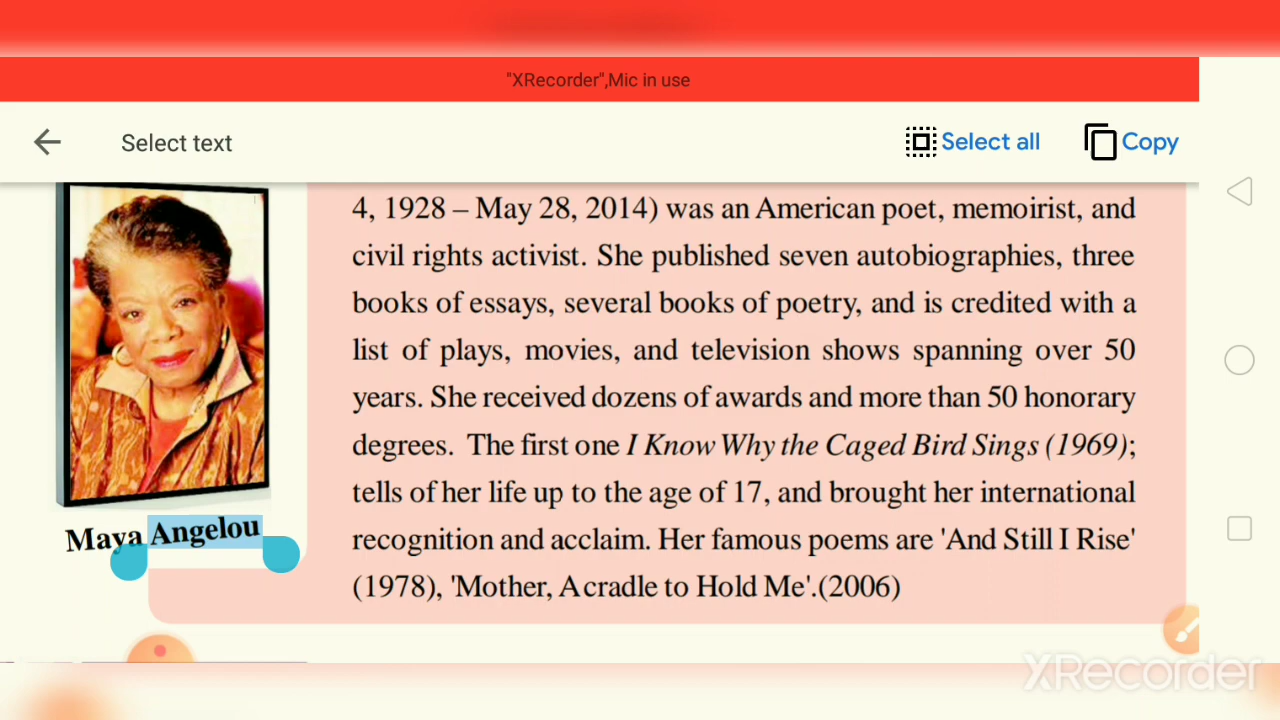 "XRecorder",Mic in use
Select text
Select all
Copy
4, 1928 – May 28, 2014) was an American poet, memoirist, and
civil rights activist. She published seven autobiographies, three
books of essays, several books of poetry, and is credited with a
list of plays, movies, and television shows spanning over 50
years. She received dozens of awards and more than 50 honorary
degrees. The first one I Know Why the Caged Bird Sings (1969);
tells of her life up to the age of 17, and brought her international
recognition and acclaim. Her famous poems are 'And Still I Rise'
(1978), 'Mother, A cradle to Hold Me'.(2006)
Maya Angelou
XRecorder